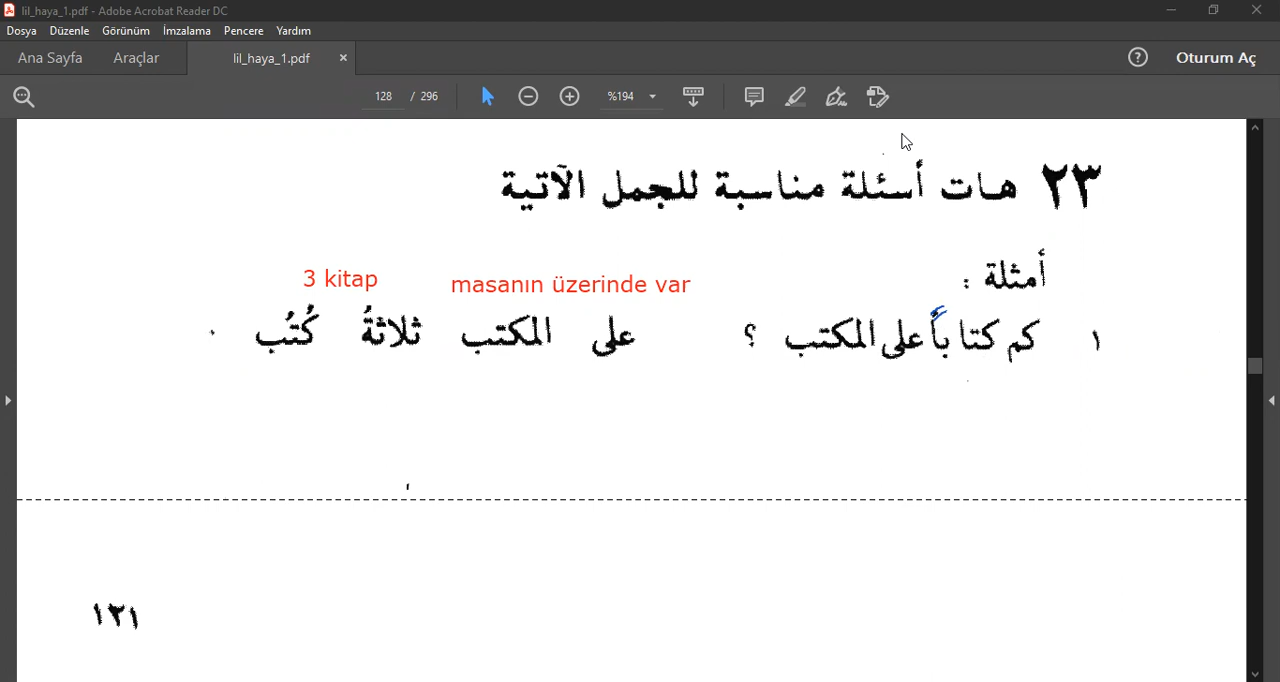 lil_haya_1.pdf - Adobe Acrobat Reader DC
Dosya Düzenle Görünüm İmzalama Pencere Yardım
Ana Sayfa Araçlar lil_haya_1.pdf × ? Oturum Aç
128 / 296 %194
٢٣ هات أسئلة مناسبة للجمل الآتية
أمثلة :
3 kitap masanın üzerinde var
١ كم كتاباً على المكتب ؟ على المكتب ثلاثةُ كُتُب .
١٢١